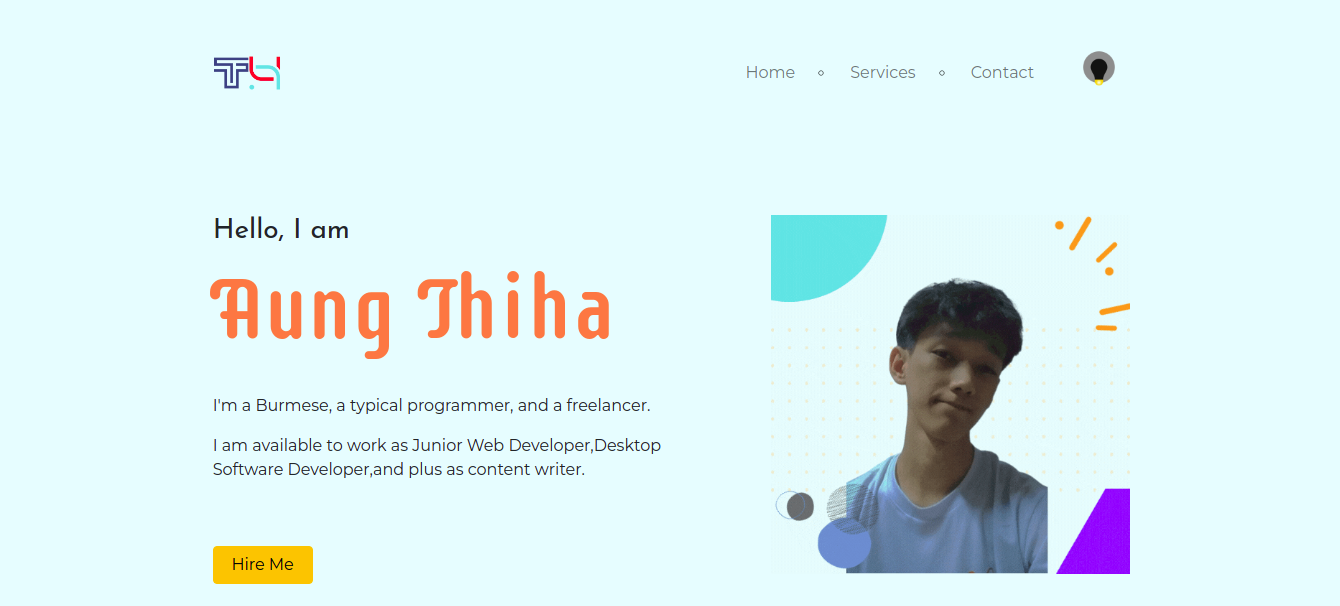 TH
Home
Services
Contact
Hello, I am
Aung Thiha
I'm a Burmese, a typical programmer, and a freelancer.
I am available to work as Junior Web Developer,Desktop
Software Developer,and plus as content writer.
Hire Me